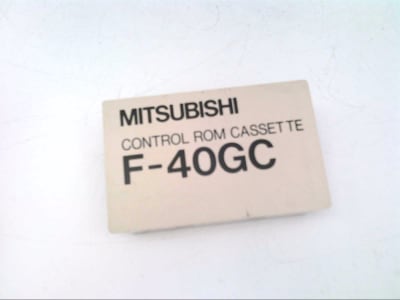 MITSUBISHI
CONTROL ROM CASSETTE
F-40GC